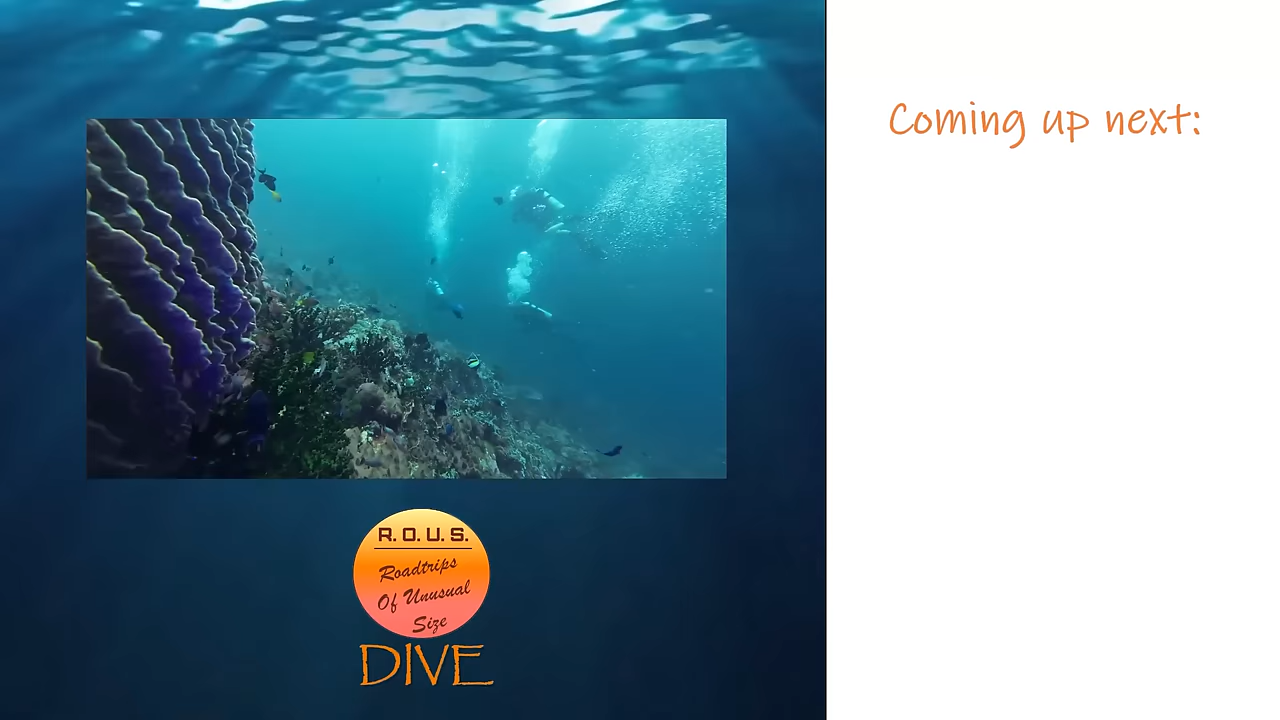 Coming up next:
R.O.U.S.
Roadtrips
Of Unusual
Size
DIVE